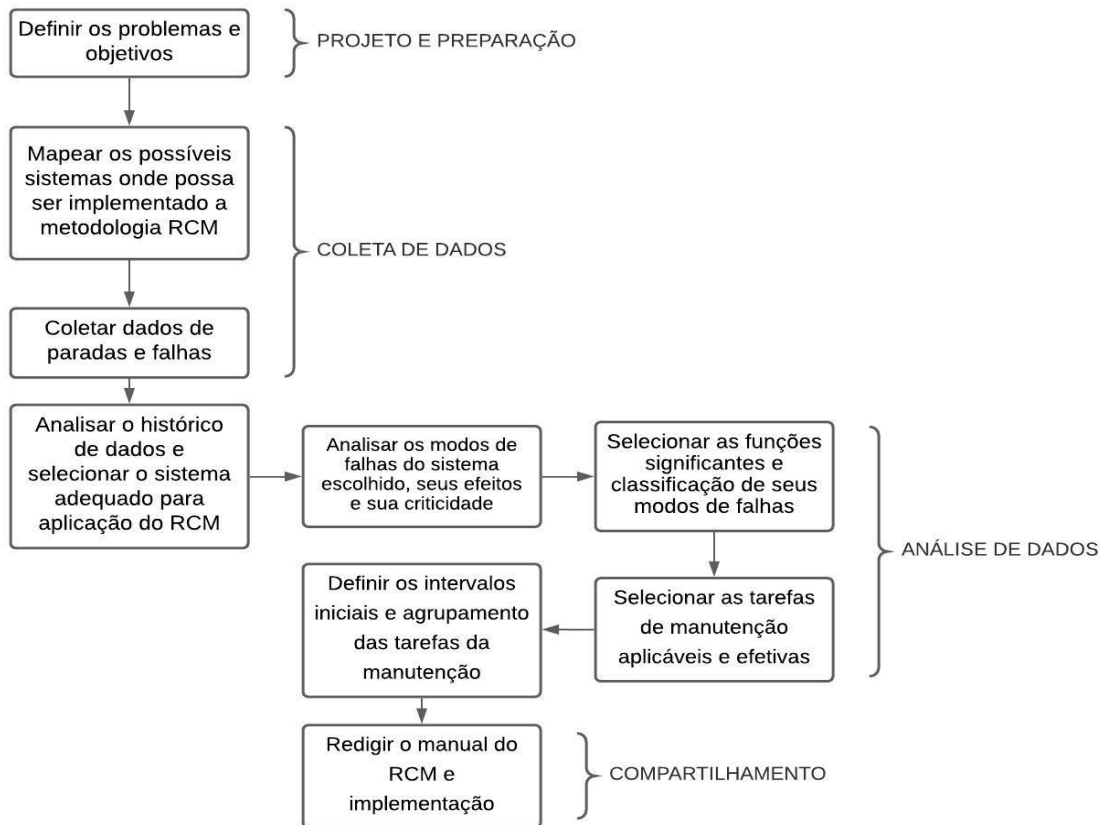 Definir os problemas e
objetivos
PROJETO E PREPARAÇÃO
Mapear os possíveis
sistemas onde possa
ser implementado a
metodologia RCM
COLETA DE DADOS
Coletar dados de
paradas e falhas
Analisar o histórico
de dados e
selecionar o sistema
adequado para
aplicação do RCM
Analisar os modos de
falhas do sistema
escolhido, seus efeitos
e sua criticidade
Selecionar as funções
significantes e
classificação de seus
modos de falhas
ANÁLISE DE DADOS
Selecionar as tarefas
de manutenção
aplicáveis e efetivas
Definir os intervalos
iniciais e agrupamento
das tarefas da
manutenção
Redigir o manual do
RCM e
implementação
COMPARTILHAMENTO